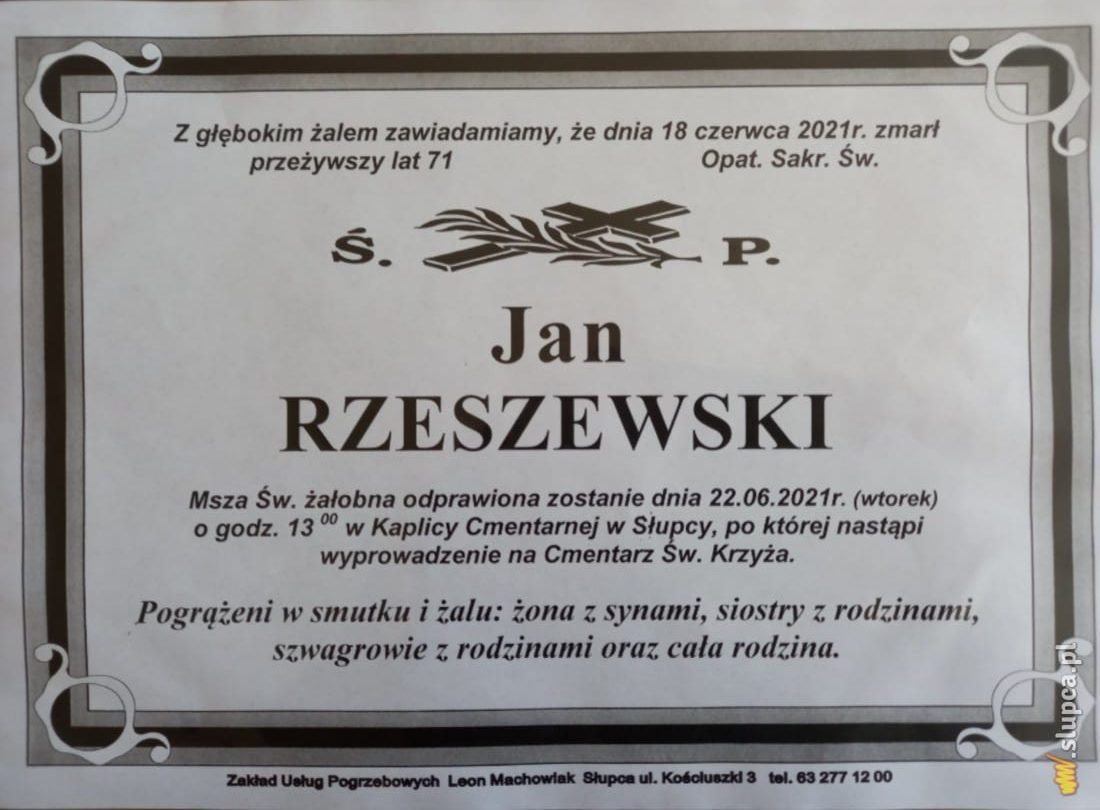 Z głębokim żalem zawiadamiamy, że dnia 18 czerwca 2021r. zmarł
przeżywszy lat 71 Opat. Sakr. Św.
Ś. P.
Jan
RZESZEWSKI
Msza Św. żałobna odprawiona zostanie dnia 22.06.2021r. (wtorek)
o godz. 13 00 w Kaplicy Cmentarnej w Słupcy, po której nastąpi
wyprowadzenie na Cmentarz Św. Krzyża.
Pogrążeni w smutku i żalu: żona z synami, siostry z rodzinami,
szwagrowie z rodzinami oraz cała rodzina.
Zakład Usług Pogrzebowych Leon Machowiak Słupca ul. Kościuszki 3 tel. 63 277 12 00
.slupca.pl